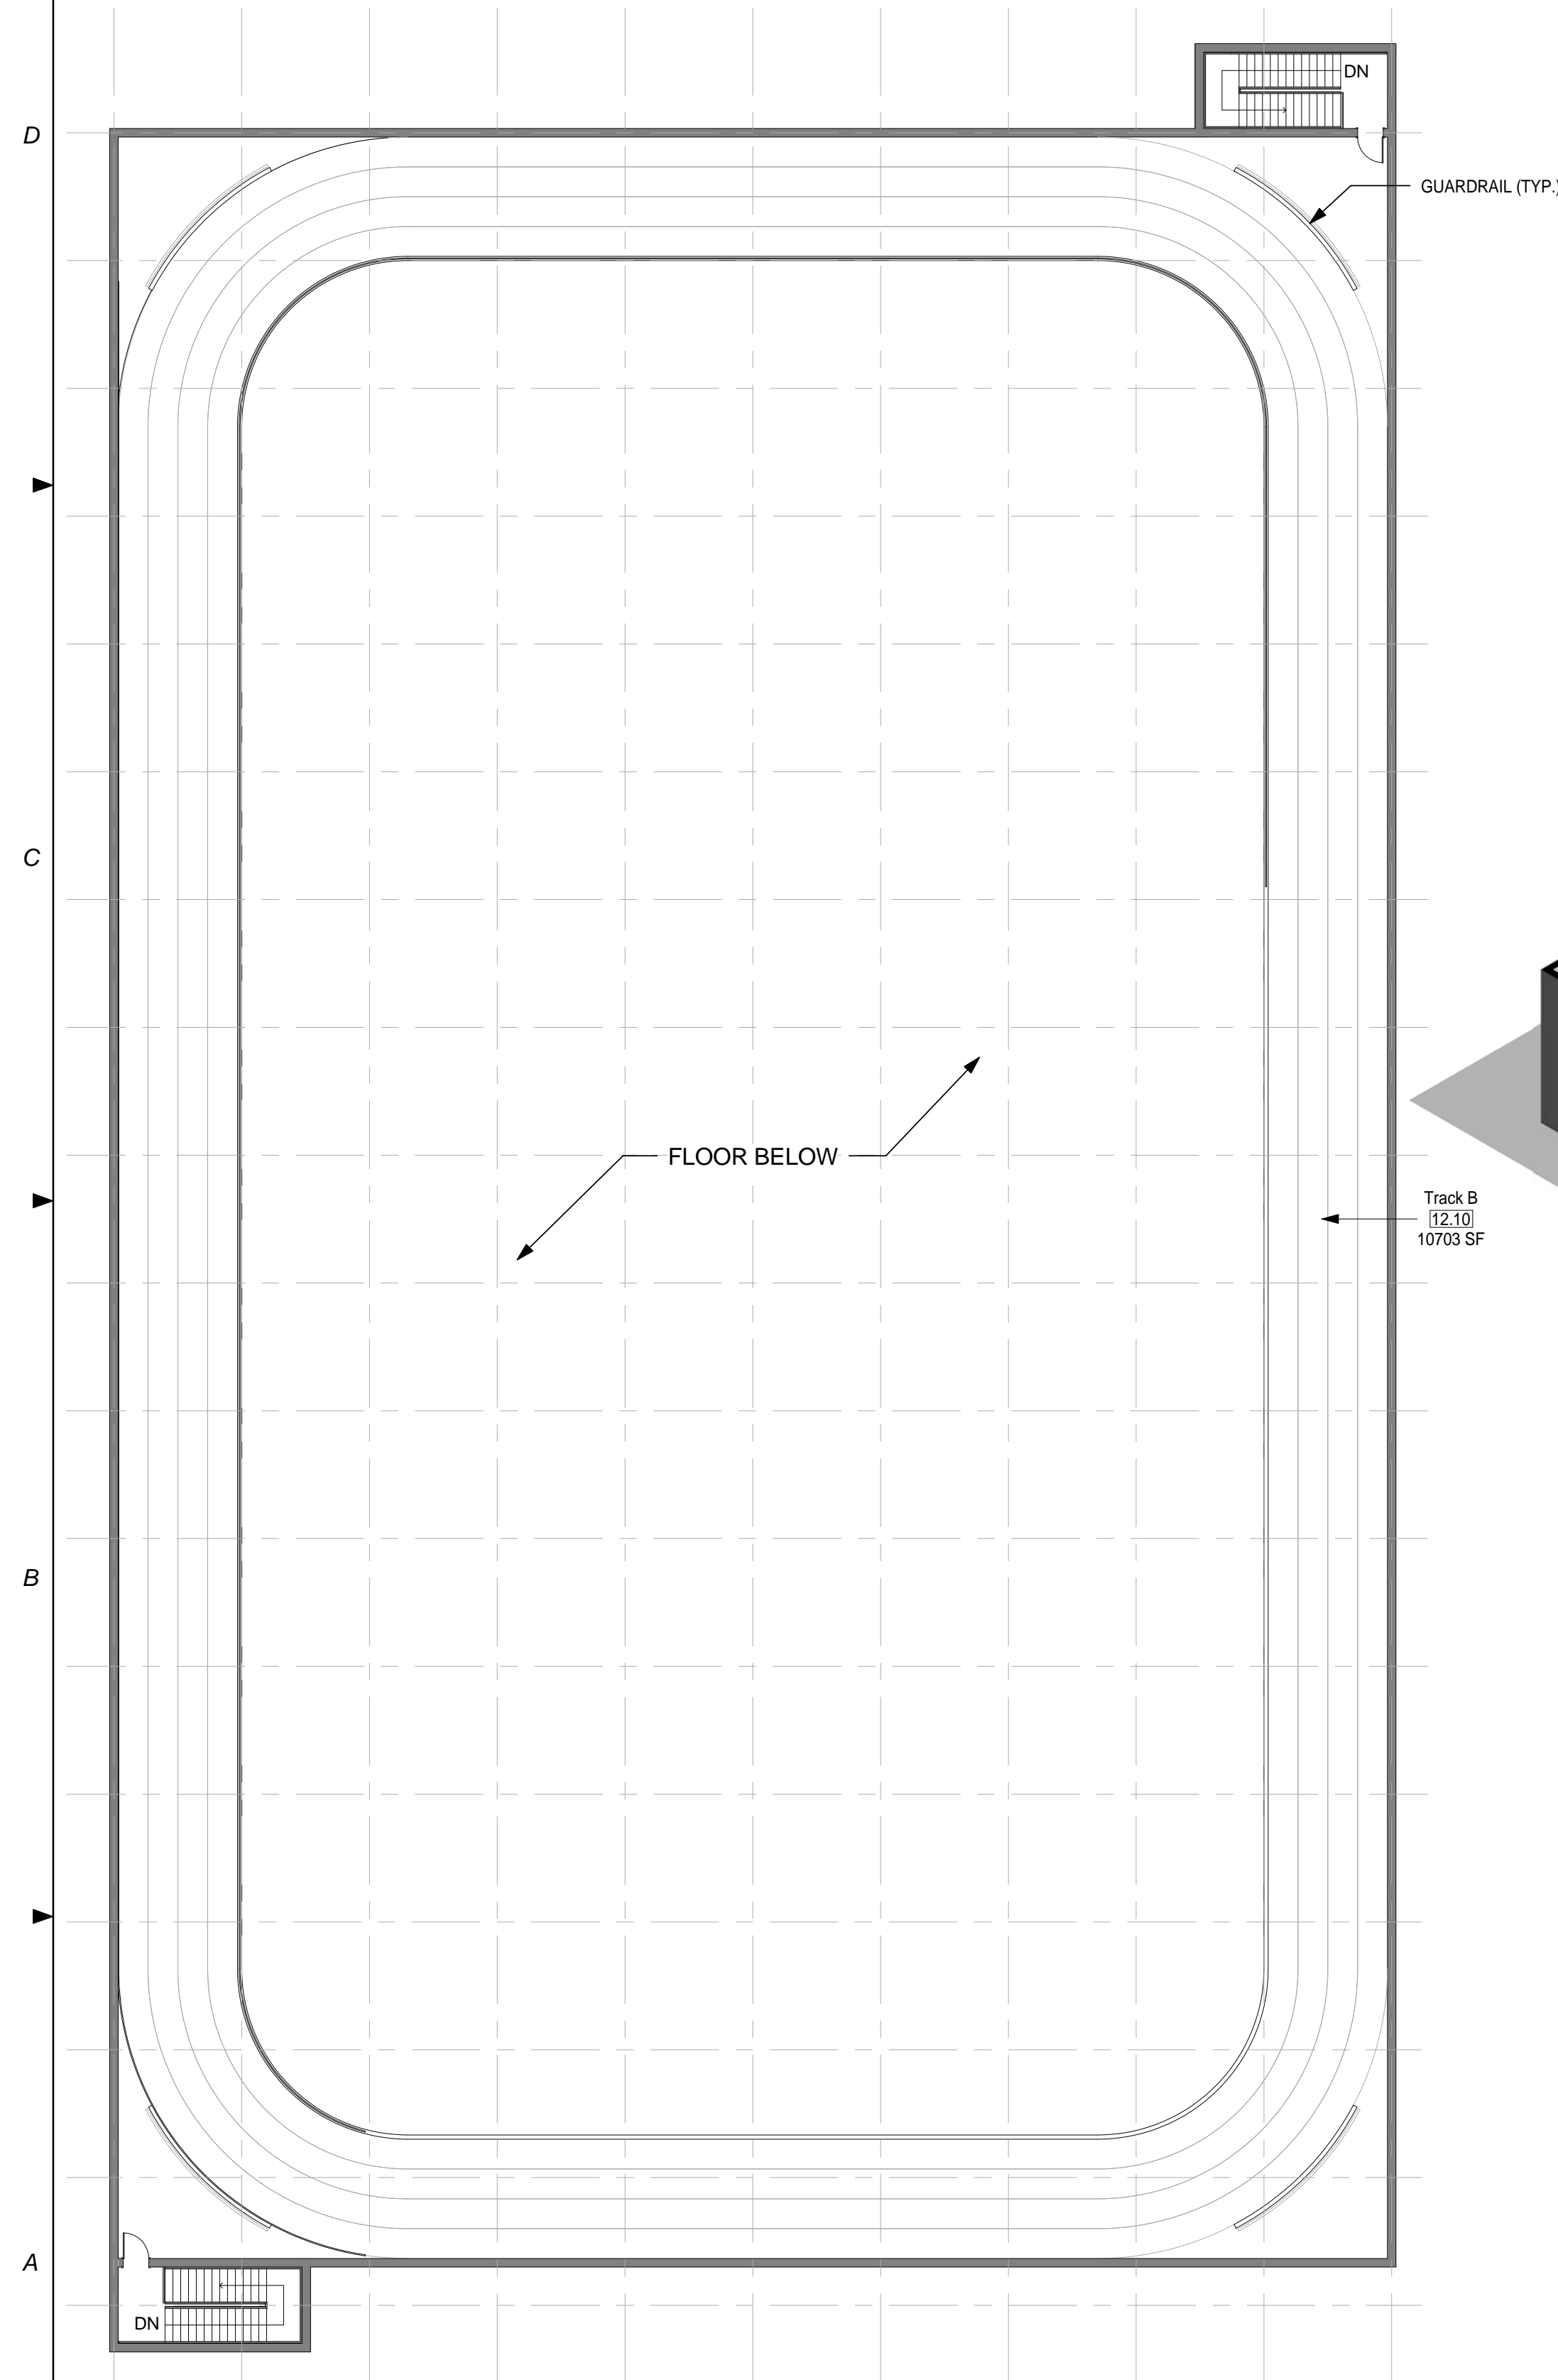 DN
D
GUARDRAIL (TYP.)
C
FLOOR BELOW
Track B
12.10
10703 SF
B
A
DN